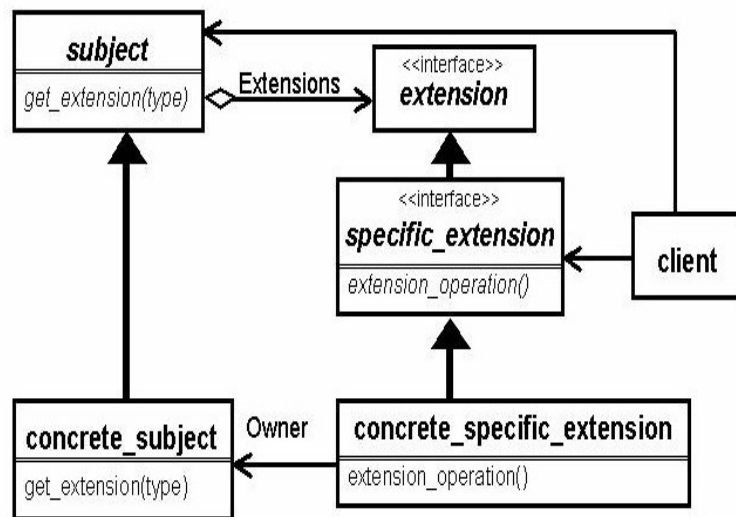 subject
get_extension(type)
Extensions
<<interface>>
extension
<<interface>>
specific_extension
extension_operation()
client
concrete_subject
get_extension(type)
Owner
concrete_specific_extension
extension_operation()